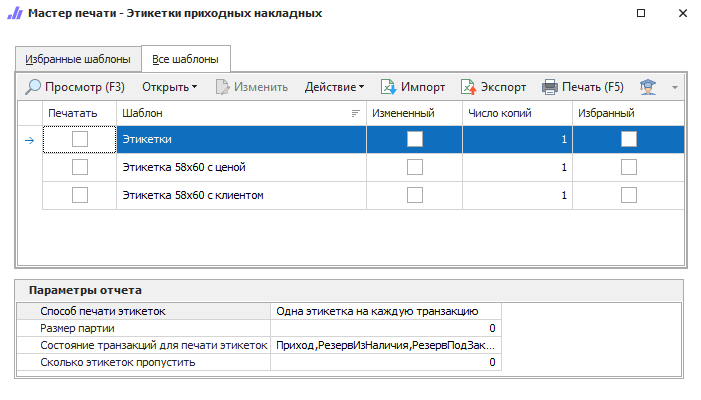 Мастер печати - Этикетки приходных накладных
Избранные шаблоны Все шаблоны
Просмотр (F3) Открыть Изменить Действие Импорт Экспорт Печать (F5)
Печатать Шаблон Измененный Число копий Избранный
Этикетки 1
Этикетка 58x60 с ценой 1
Этикетка 58x60 с клиентом 1
Параметры отчета
Способ печати этикеток Одна этикетка на каждую транзакцию
Размер партии 0
Состояние транзакций для печати этикеток Приход,РезервИзНаличия,РезервПодЗак...
Сколько этикеток пропустить 0